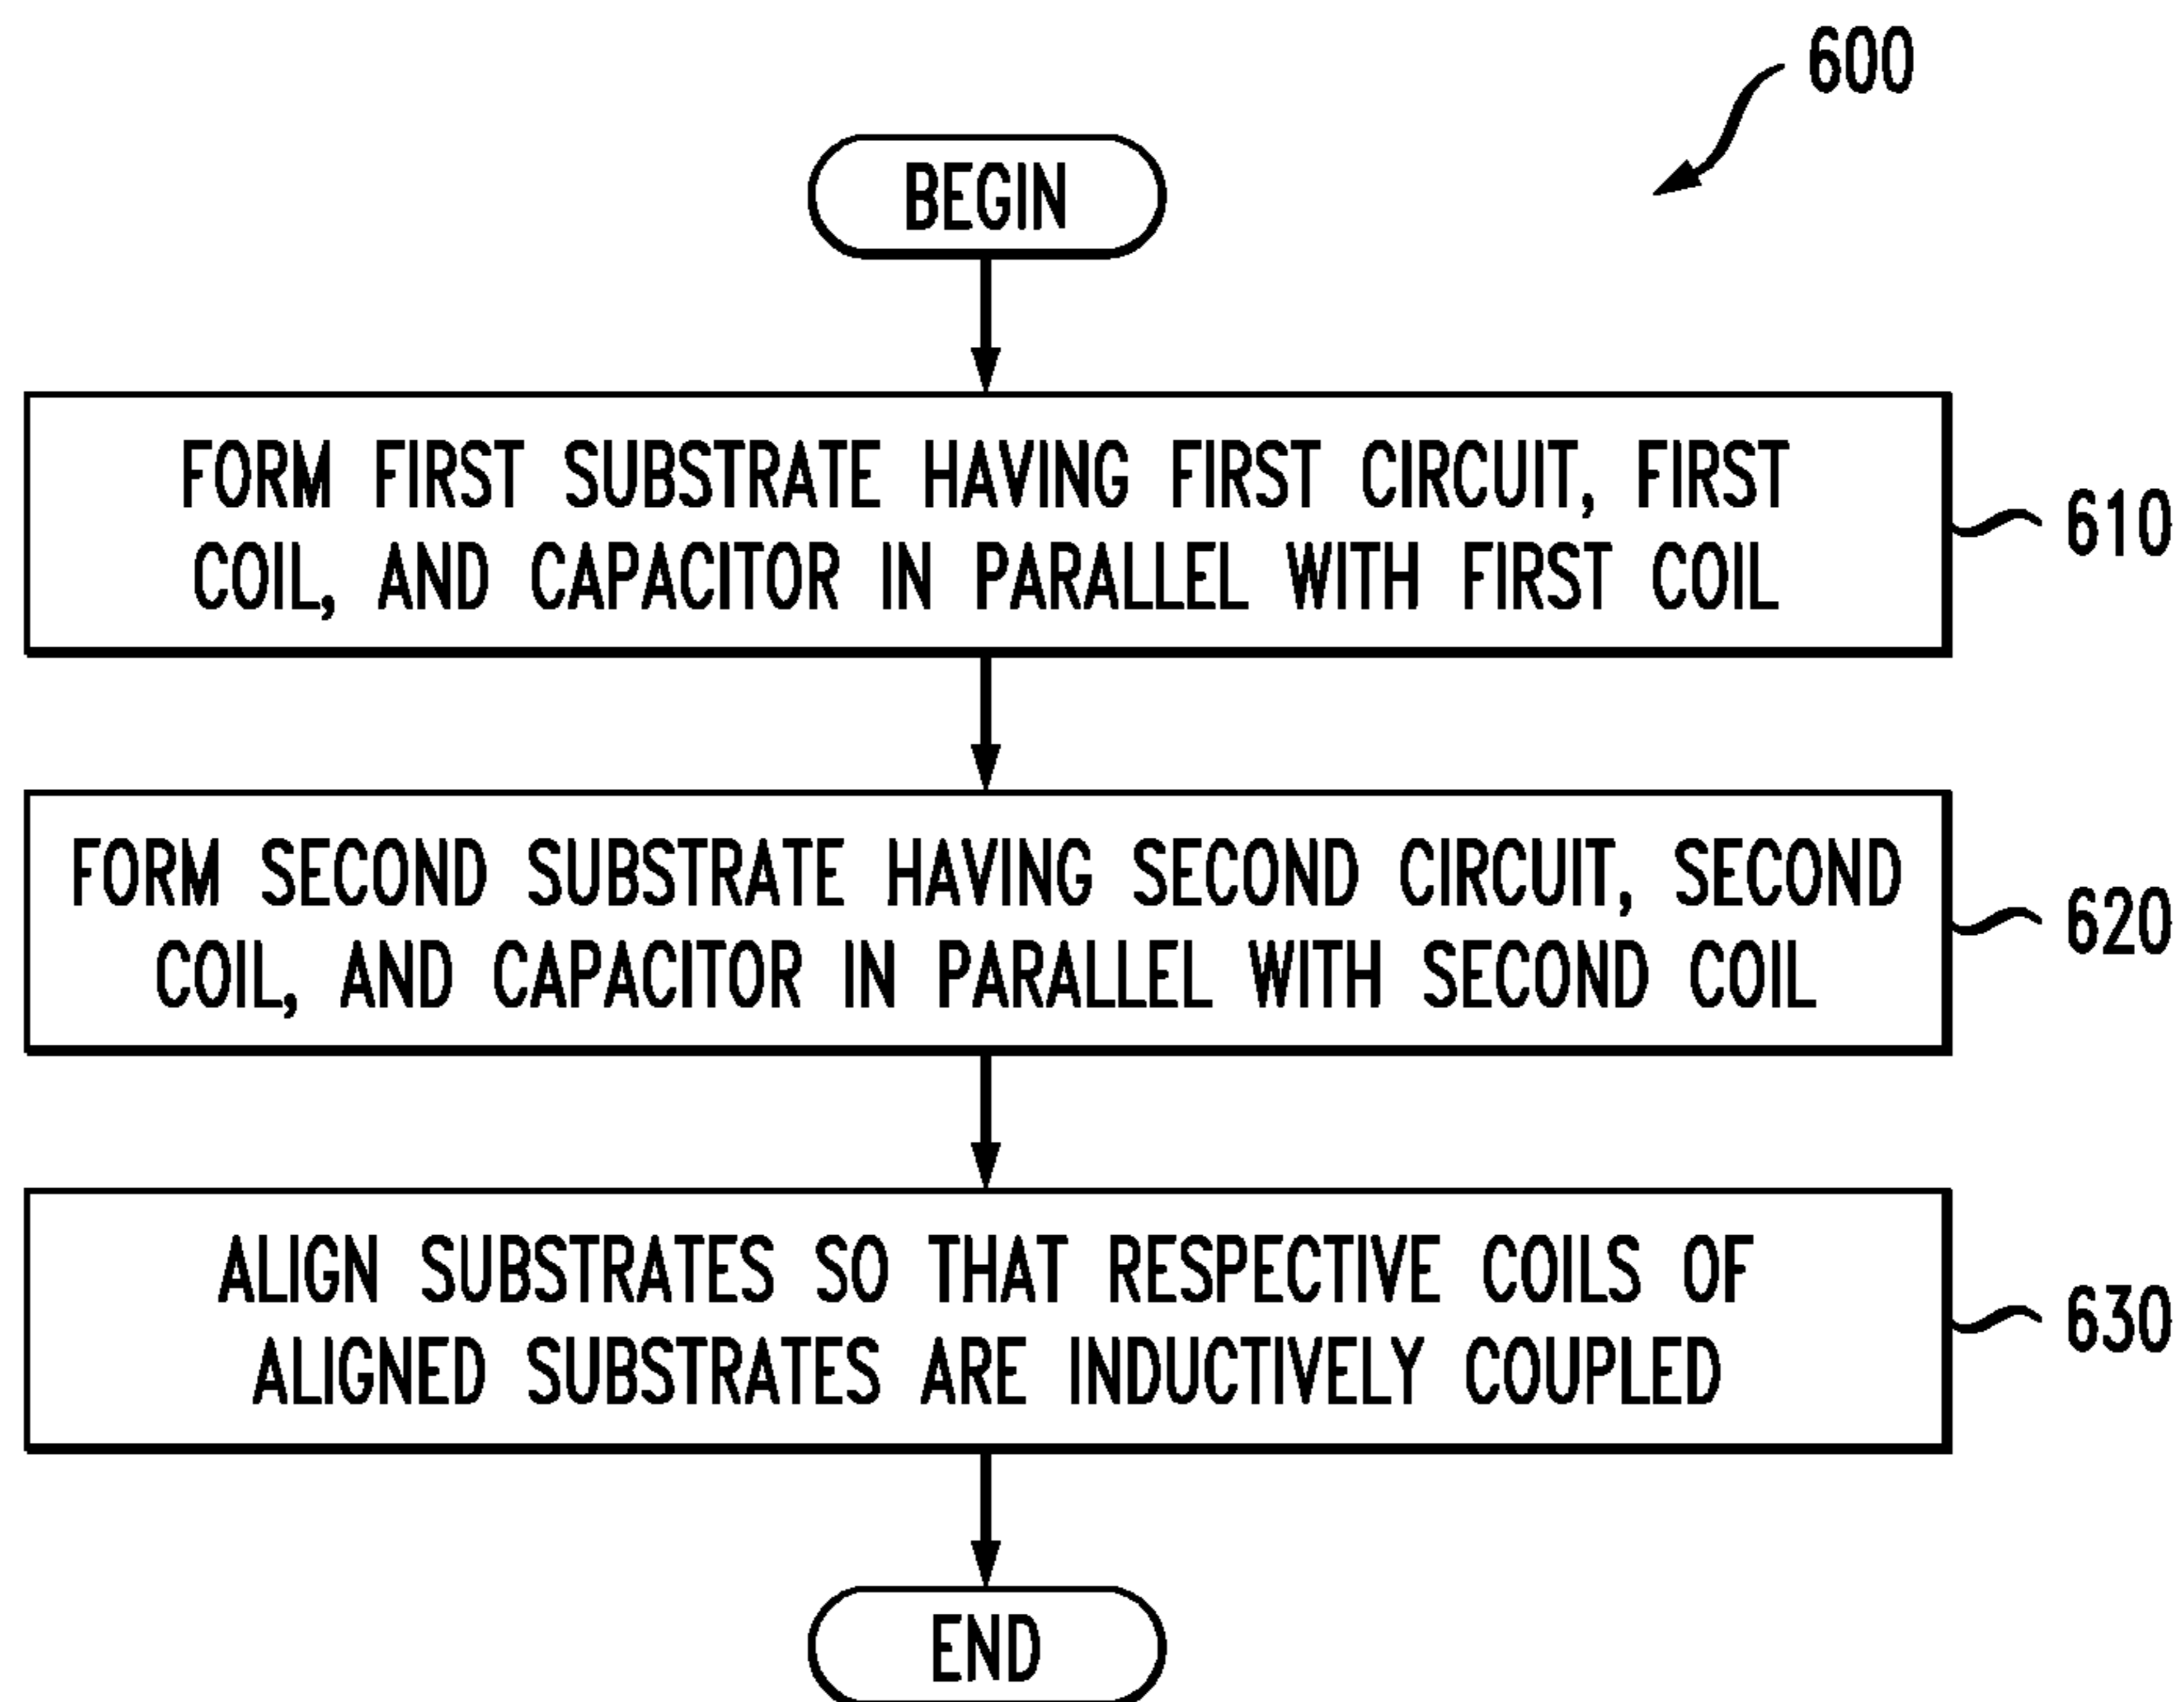 600
BEGIN
FORM FIRST SUBSTRATE HAVING FIRST CIRCUIT, FIRST
COIL, AND CAPACITOR IN PARALLEL WITH FIRST COIL
610
FORM SECOND SUBSTRATE HAVING SECOND CIRCUIT, SECOND
COIL, AND CAPACITOR IN PARALLEL WITH SECOND COIL
620
ALIGN SUBSTRATES SO THAT RESPECTIVE COILS OF
ALIGNED SUBSTRATES ARE INDUCTIVELY COUPLED
630
END